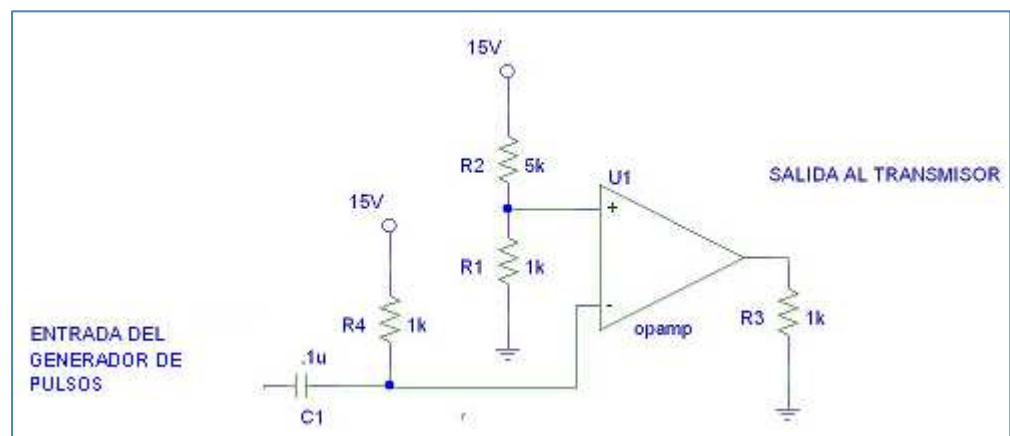 15V
R2
5k
U1
SALIDA AL TRANSMISOR
15V
+
R1
1k
-
R4
1k
opamp
R3
1k
ENTRADA DEL
GENERADOR DE
PULSOS
.1u
C1
r